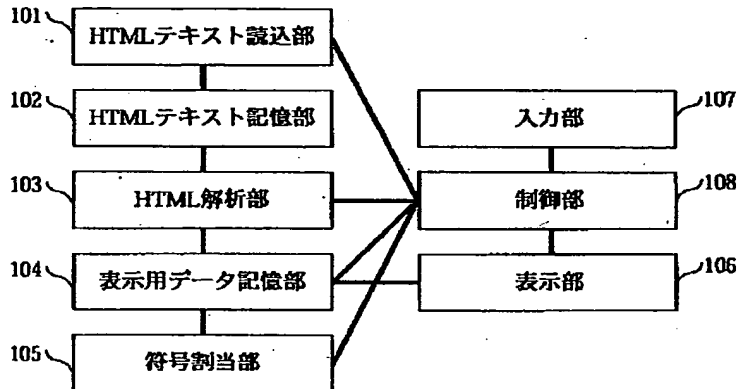 101
HTMLテキスト読込部
102
HTMLテキスト記憶部
103
HTML解析部
104
表示用データ記憶部
105
符号割当部
入力部
107
制御部
108
表示部
106